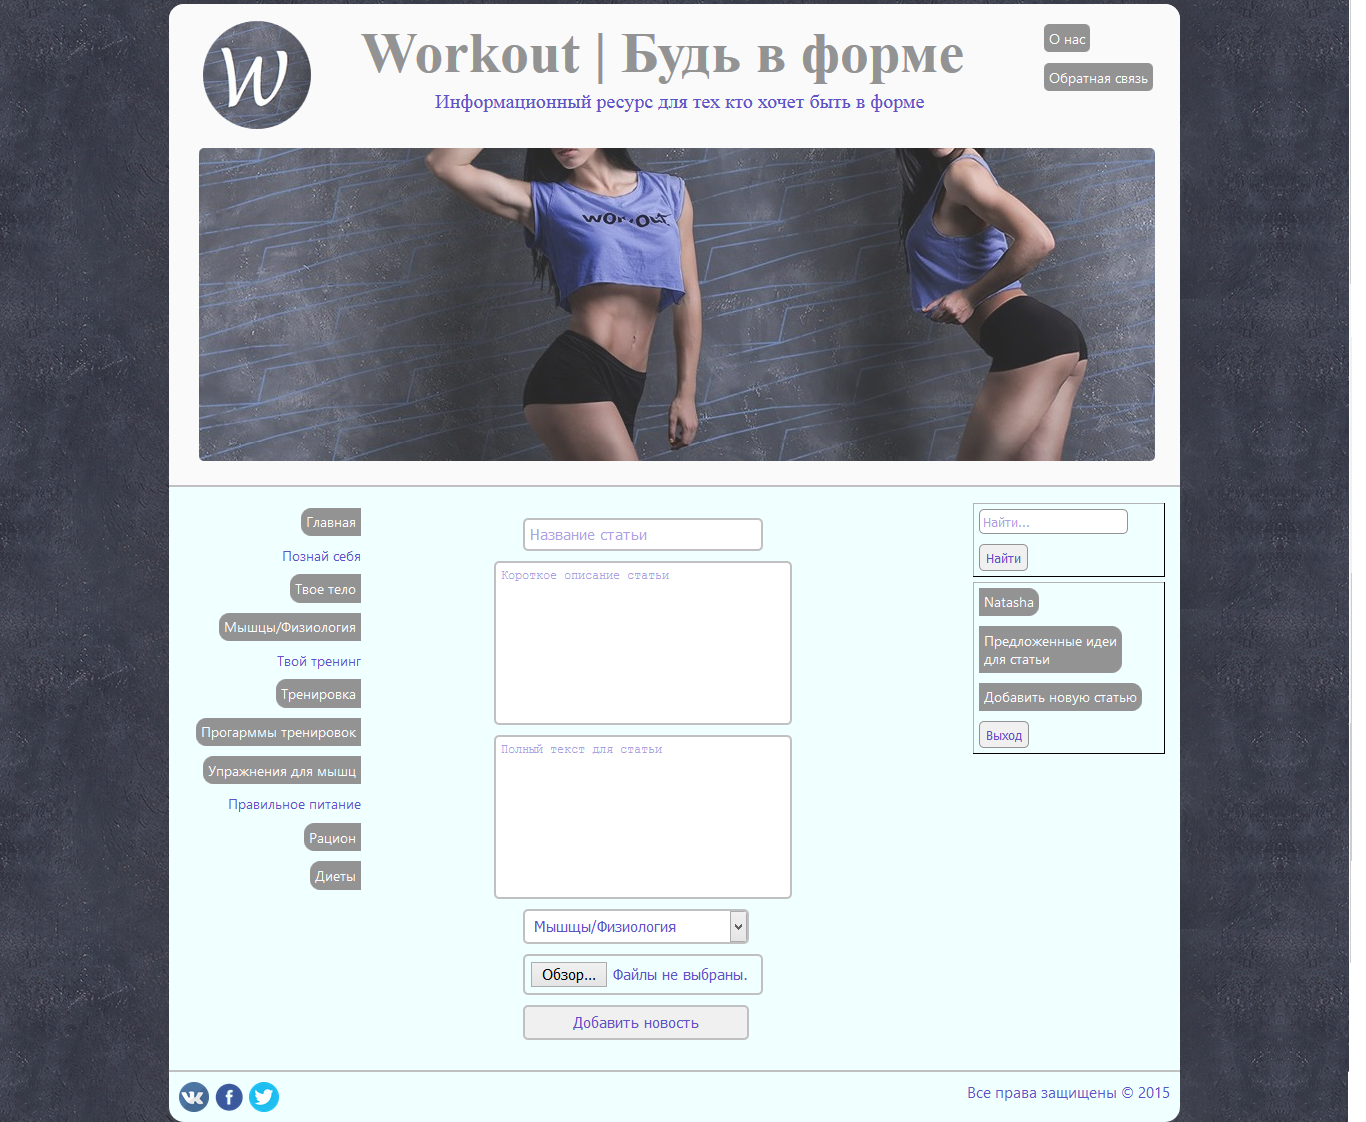 W
Workout | Будь в форме
Информационный ресурс для тех кто хочет быть в форме
О нас
Обратная связь
Главная
Познай себя
Твое тело
Мышцы/Физиология
Твой тренинг
Тренировка
Прогарммы тренировок
Упражнения для мышц
Правильное питание
Рацион
Диеты
Название статьи
Короткое описание статьи
Полный текст для статьи
Мышщы/Физиология
Обзор... Файлы не выбраны.
Добавить новость
Найти...
Найти
Natasha
Предложенные идеи
для статьи
Добавить новую статью
Выход
Все права защищены © 2015